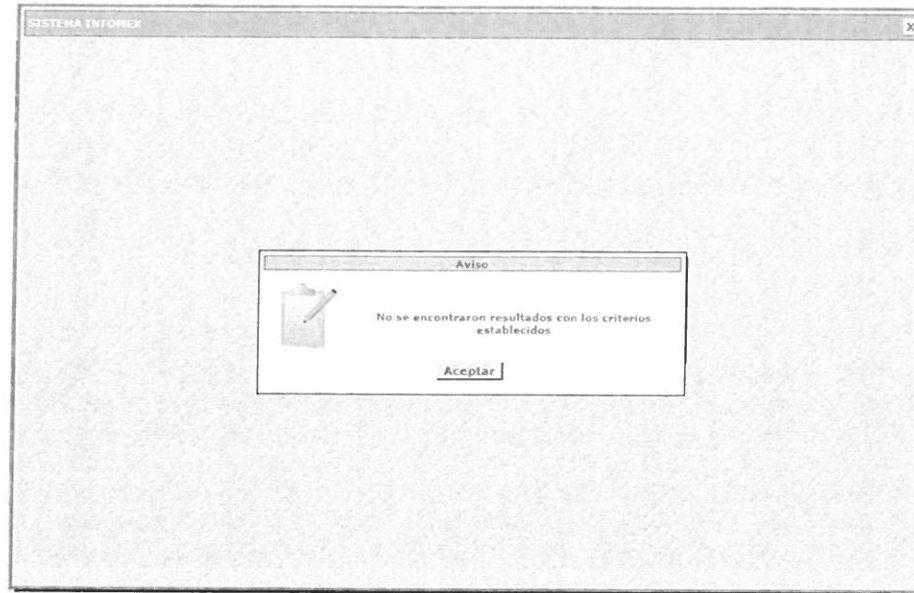 SISTEMA INFOMEX
X
Aviso
No se encontraron resultados con los criterios
establecidos
Aceptar